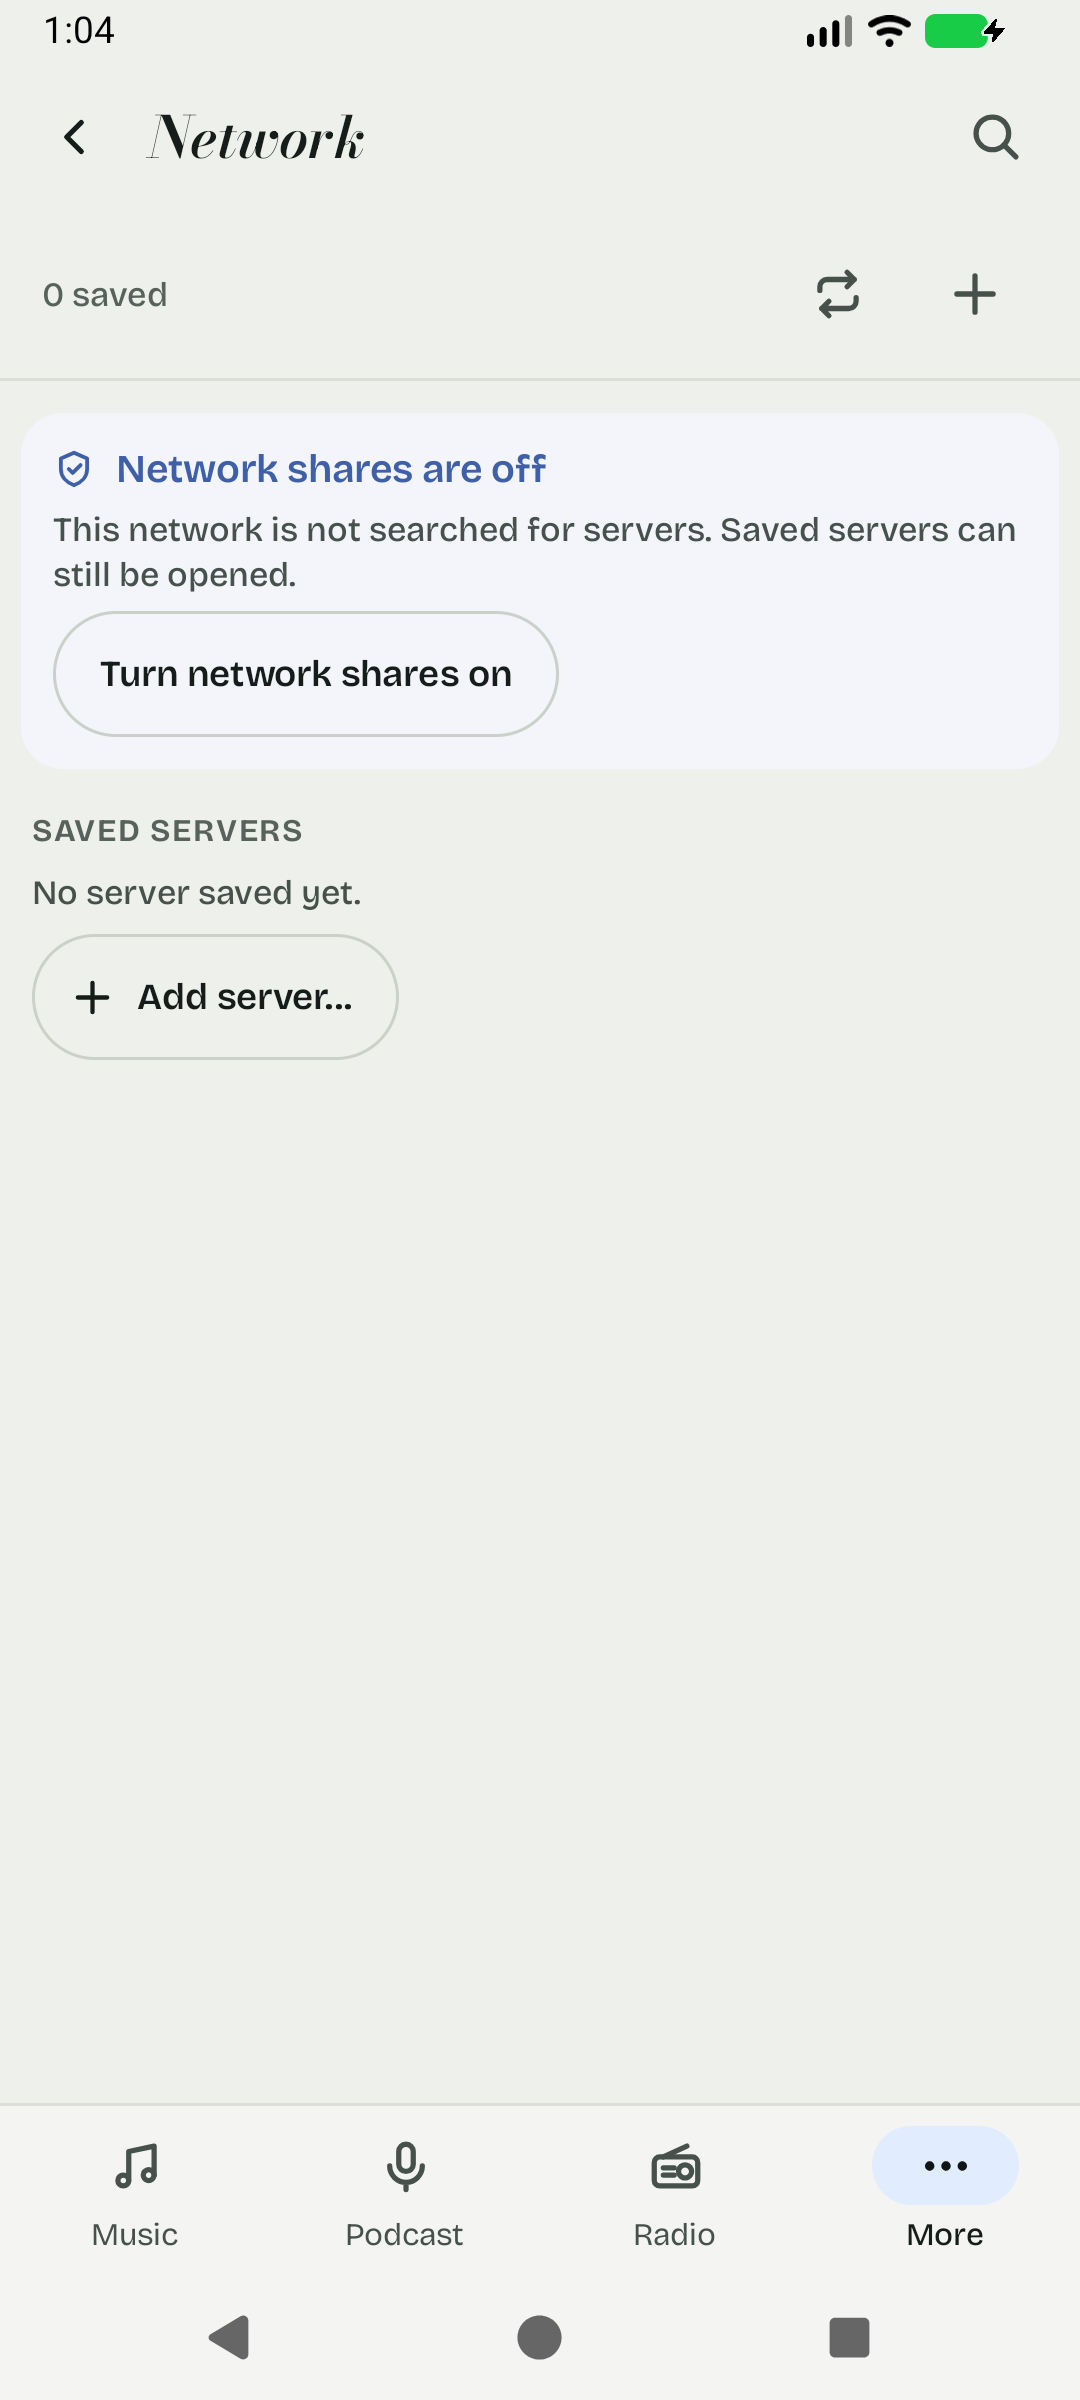 1:04
Network
0 saved
Network shares are off
This network is not searched for servers. Saved servers can
still be opened.
Turn network shares on
SAVED SERVERS
No server saved yet.
Add server...
Music
Podcast
Radio
More